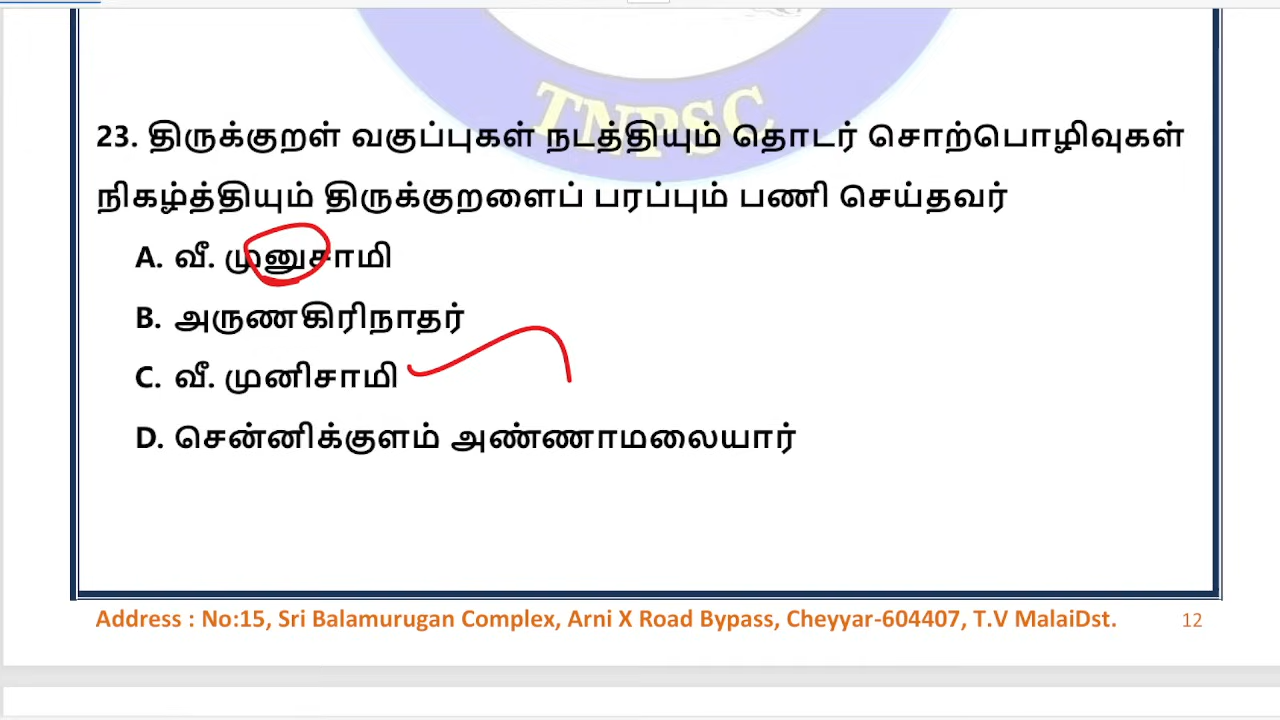 TNPSC
23. திருக்குறள் வகுப்புகள் நடத்தியும் தொடர் சொற்பொழிவுகள்
நிகழ்த்தியும் திருக்குறளைப் பரப்பும் பணி செய்தவர்
A. வீ. முனுசாமி
B. அருணகிரிநாதர்
C. வீ. முனிசாமி
D. சென்னிக்குளம் அண்ணாமலையார்
Address : No:15, Sri Balamurugan Complex, Arni X Road Bypass, Cheyyar-604407, T.V MalaiDst. 12